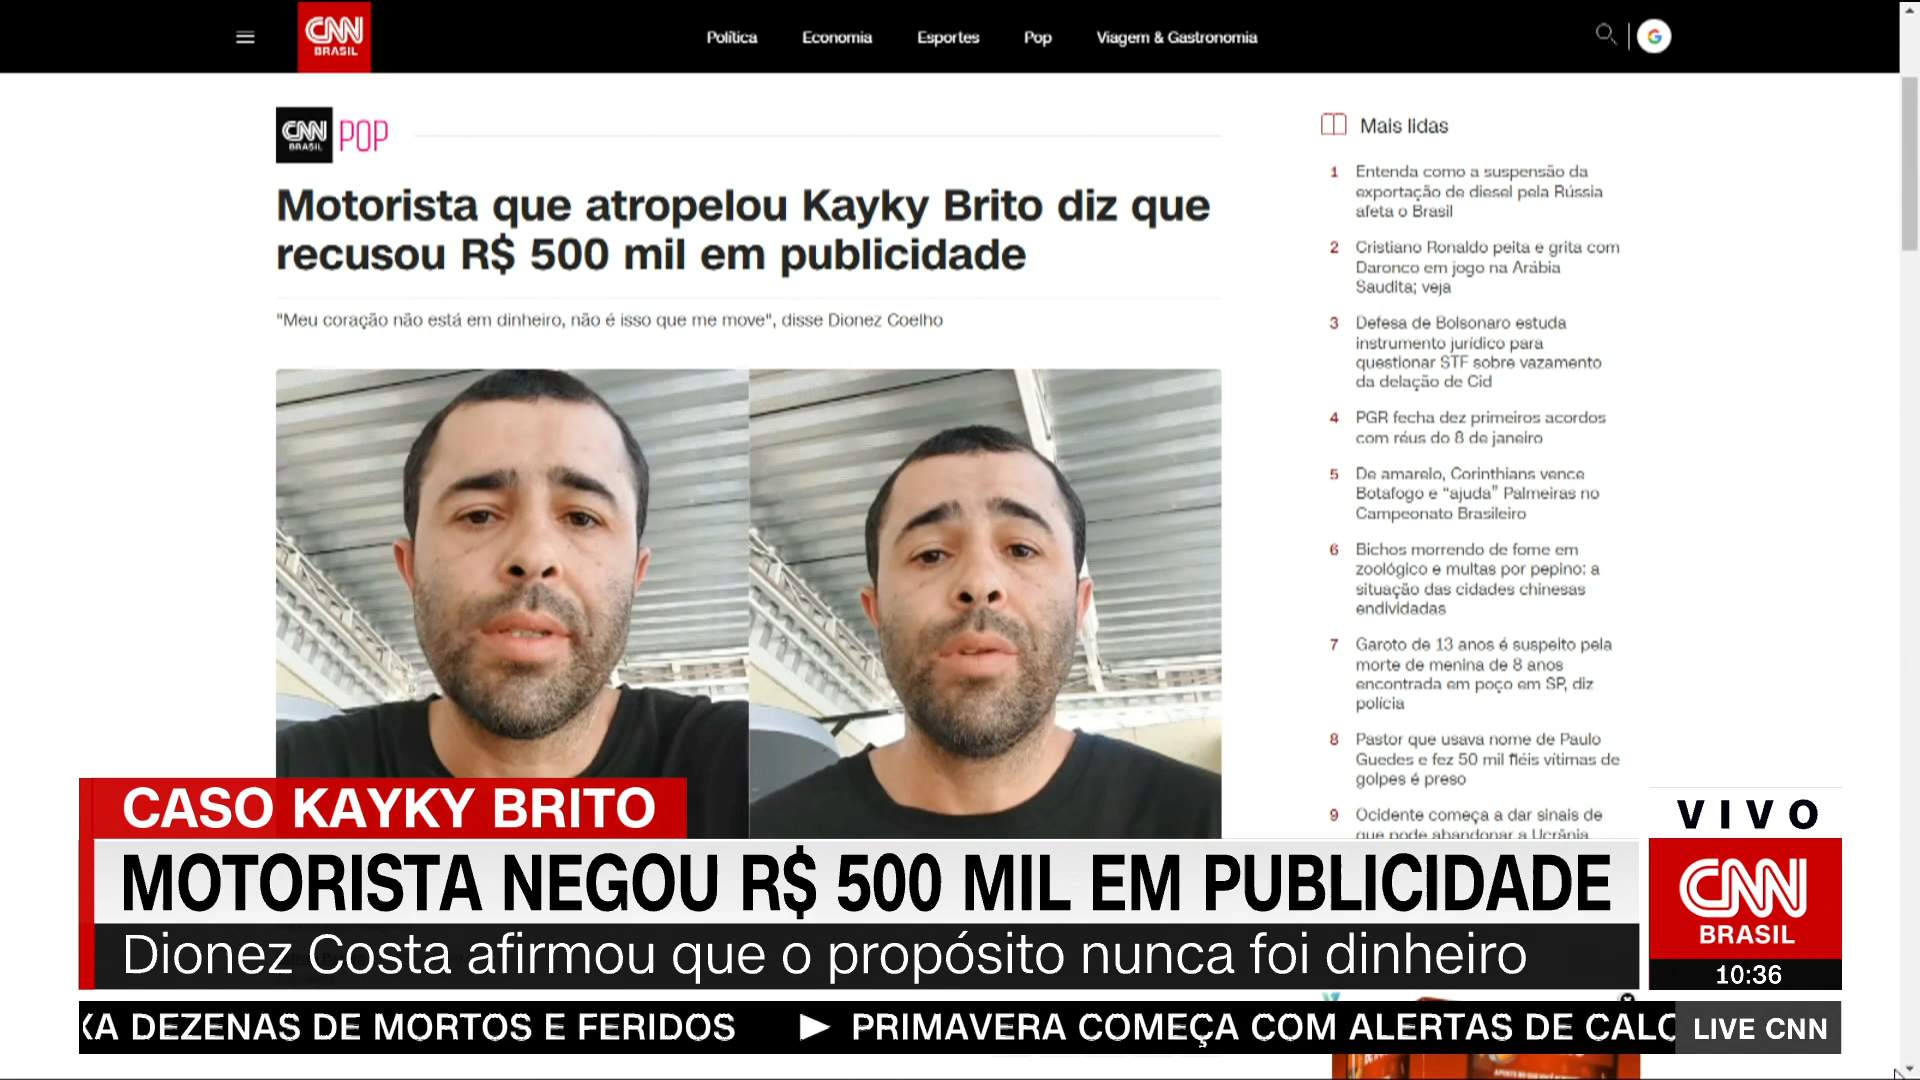 CNN
BRASIL
Política Economia Esportes Pop Viagem & Gastronomia
G
CNN
BRASIL
POP
Motorista que atropelou Kayky Brito diz que
recusou R$ 500 mil em publicidade
"Meu coração não está em dinheiro, não é isso que me move", disse Dionez Coelho
Mais lidas
1 Entenda como a suspensão da
exportação de diesel pela Rússia
afeta o Brasil
2 Cristiano Ronaldo peita e grita com
Daronco em jogo na Arábia
Saudita; veja
3 Defesa de Bolsonaro estuda
instrumento jurídico para
questionar STF sobre vazamento
da delação de Cid
4 PGR fecha dez primeiros acordos
com réus do 8 de janeiro
5 De amarelo, Corinthians vence
Botafogo e “ajuda” Palmeiras no
Campeonato Brasileiro
6 Bichos morrendo de fome em
zoológico e multas por pepino: a
situação das cidades chinesas
endividadas
7 Garoto de 13 anos é suspeito pela
morte de menina de 8 anos
encontrada em poço em SP, diz
polícia
8 Pastor que usava nome de Paulo
Guedes e fez 50 mil fiéis vítimas de
golpes é preso
9 Ocidente começa a dar sinais de
que pode abandonar a Ucrânia
CASO KAYKY BRITO
MOTORISTA NEGOU R$ 500 MIL EM PUBLICIDADE
Dionez Costa afirmou que o propósito nunca foi dinheiro
VIVO
CNN
BRASIL
10:36
XA DEZENAS DE MORTOS E FERIDOS ▶ PRIMAVERA COMEÇA COM ALERTAS DE CALO
LIVE CNN